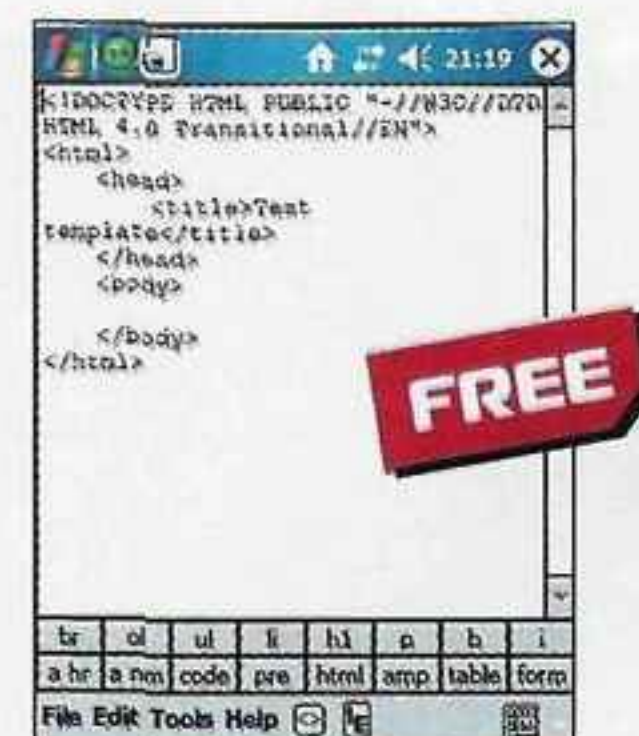 21:19
<!DOCTYPE HTML PUBLIC "-//W3C//DTD
HTML 4.0 Transitional//EN">
<html>
<head>
<title>Test
template</title>
</head>
<body>
</body>
</html>
FREE
br ol ul li h1 p b i
a hr a nm code pre html amp table form
File Edit Tools Help